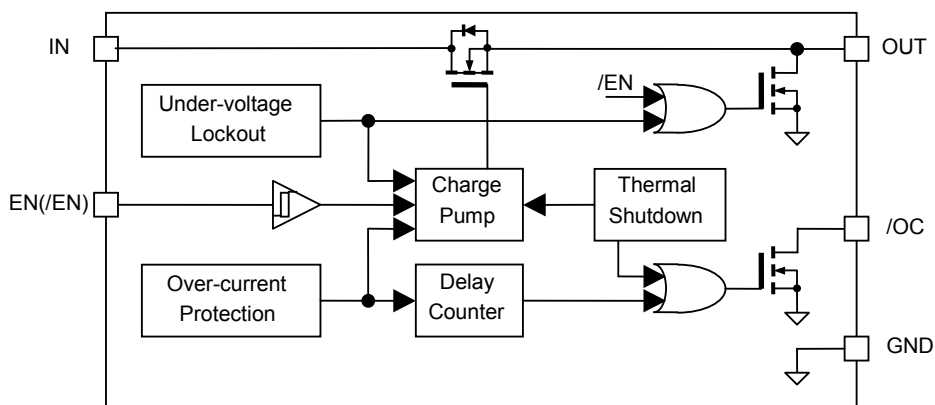 IN
OUT
/EN
Under-voltage
Lockout
EN(/EN)
Charge
Pump
Thermal
Shutdown
/OC
Over-current
Protection
Delay
Counter
GND